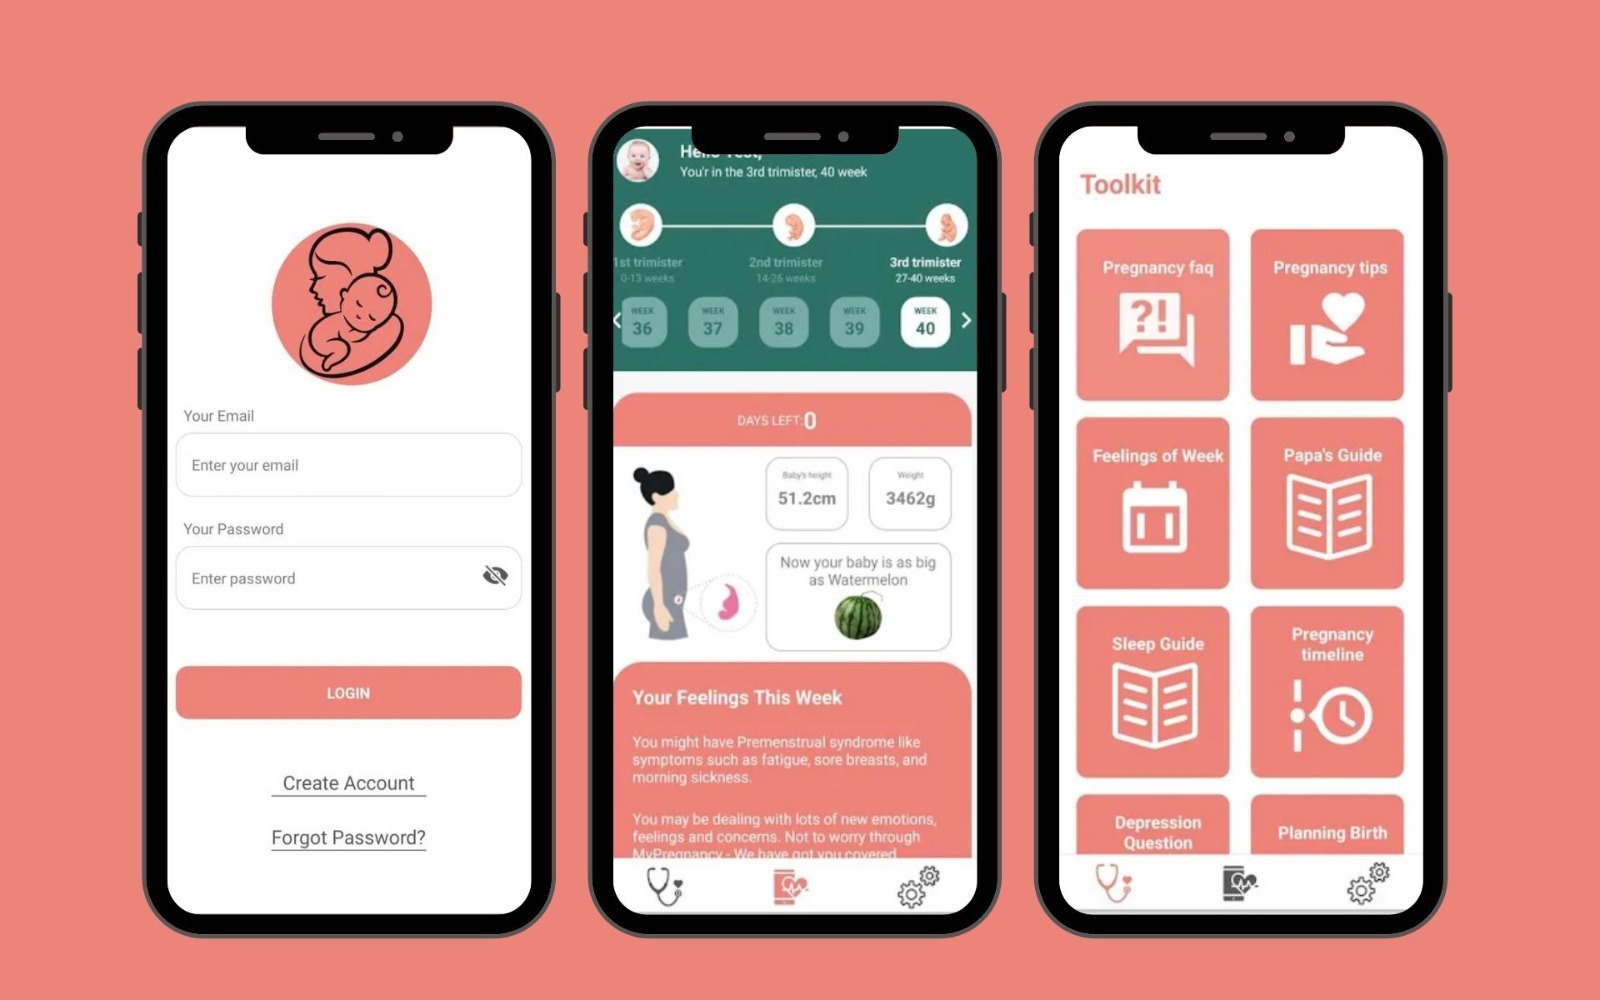 Your Email
Enter your email
Your Password
Enter password
LOGIN
Create Account
Forgot Password?
Hello Test,
You'r in the 3rd trimister, 40 week
1st trimister
0-13 weeks
2nd trimister
14-26 weeks
3rd trimister
27-40 weeks
WEEK
36
WEEK
37
WEEK
38
WEEK
39
WEEK
40
DAYS LEFT:0
Baby's height
51.2cm
Weight
3462g
Now your baby is as big
as Watermelon
Your Feelings This Week
You might have Premenstrual syndrome like
symptoms such as fatigue, sore breasts, and
morning sickness.
You may be dealing with lots of new emotions,
feelings and concerns. Not to worry through
MyPregnancy - We have got you covered
Toolkit
Pregnancy faq
?!
Pregnancy tips
Feelings of Week
Papa's Guide
Sleep Guide
Pregnancy
timeline
Depression
Question
Planning Birth